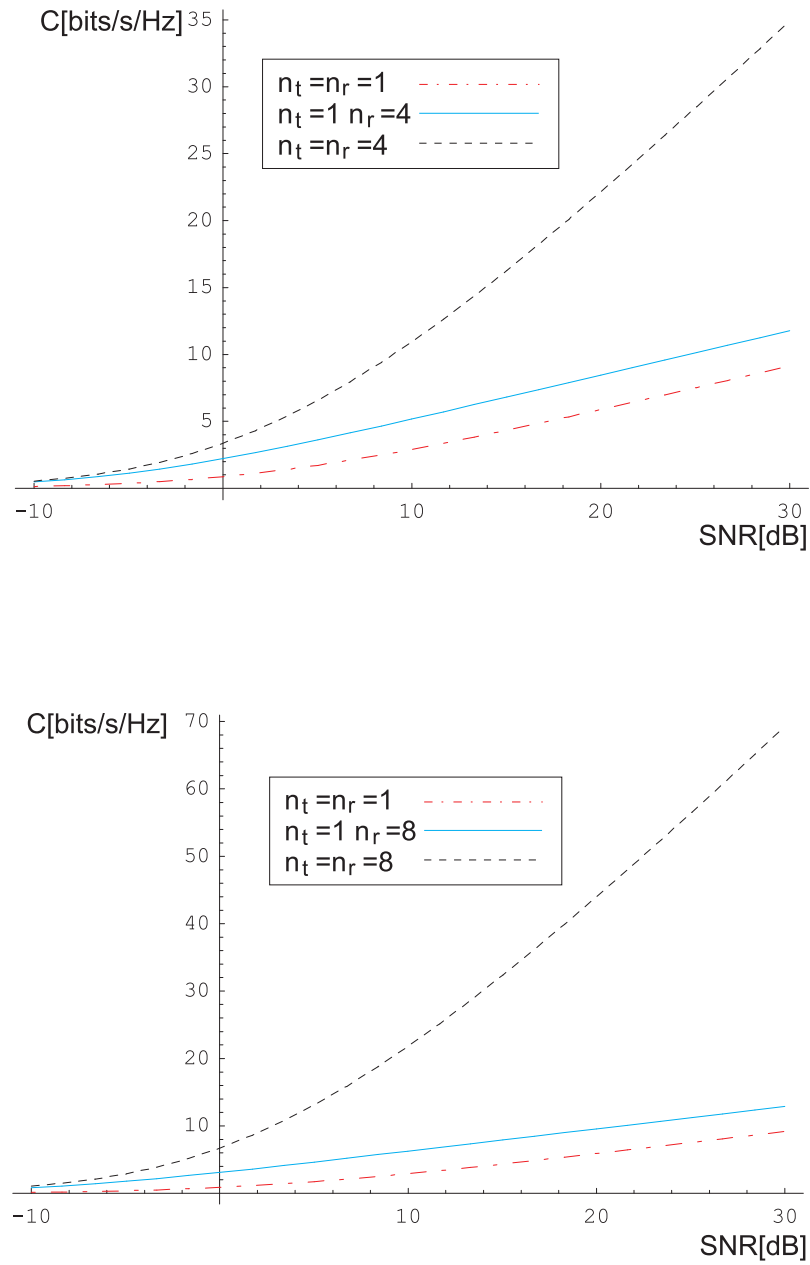 C[bits/s/Hz]
35
30
25
20
15
10
5
n_t =n_r =1
n_t =1 n_r =4
n_t =n_r =4
-10
10
20
30
SNR[dB]
C[bits/s/Hz]
70
60
50
40
30
20
10
n_t =n_r =1
n_t =1 n_r =8
n_t =n_r =8
-10
10
20
30
SNR[dB]